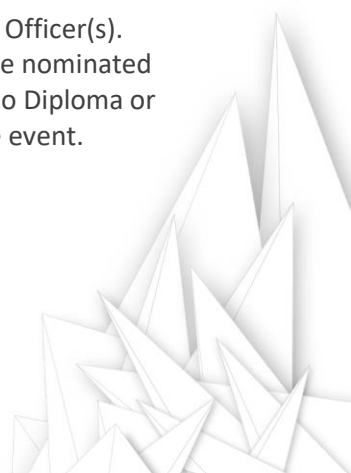 Officer(s).
e nominated
o Diploma or
event.